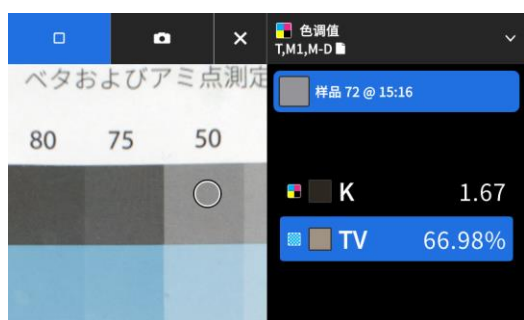 ベタおよびアミ点測定
80 75 50
色调值
T,M1,M-D
样品 72 @ 15:16
K 1.67
TV 66.98%